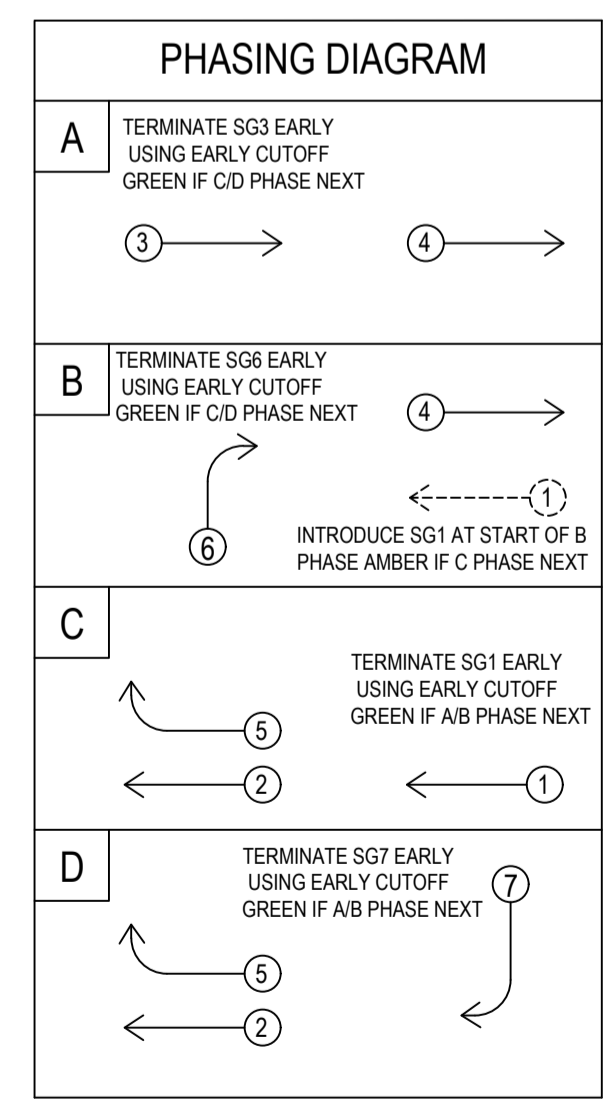 PHASING DIAGRAM
A
TERMINATE SG3 EARLY
USING EARLY CUTOFF
GREEN IF C/D PHASE NEXT
3
4
B
TERMINATE SG6 EARLY
USING EARLY CUTOFF
GREEN IF C/D PHASE NEXT
4
1
6
INTRODUCE SG1 AT START OF B
PHASE AMBER IF C PHASE NEXT
C
TERMINATE SG1 EARLY
USING EARLY CUTOFF
GREEN IF A/B PHASE NEXT
5
2
1
D
TERMINATE SG7 EARLY
USING EARLY CUTOFF
GREEN IF A/B PHASE NEXT
7
5
2